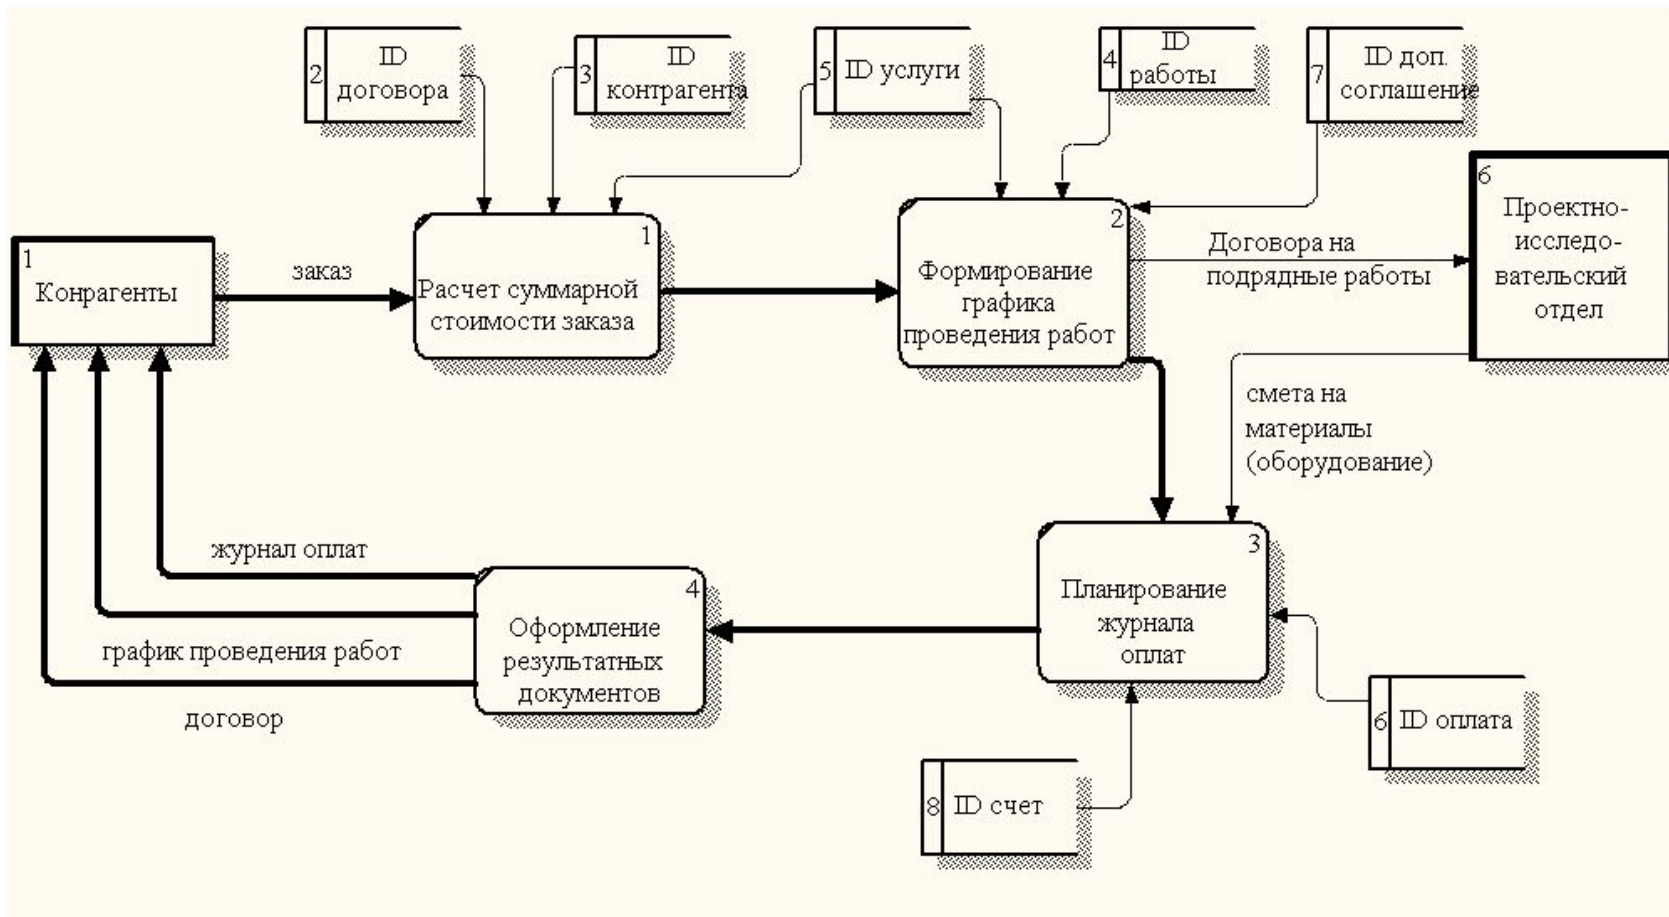 2
ID
договора
3
ID
контрагента
5
ID услуги
4
ID
работы
7
ID доп.
соглашение
1
Конрагенты
заказ
1
Расчет суммарной
стоимости заказа
2
Формирование
графика
проведения работ
Договора на
подрядные работы
6
Проектно-
исследо-
вательский
отдел
смета на
материалы
(оборудование)
3
Планирование
журнала
оплат
журнал оплат
график проведения работ
договор
4
Оформление
результатных
документов
6
ID оплата
8
ID счет